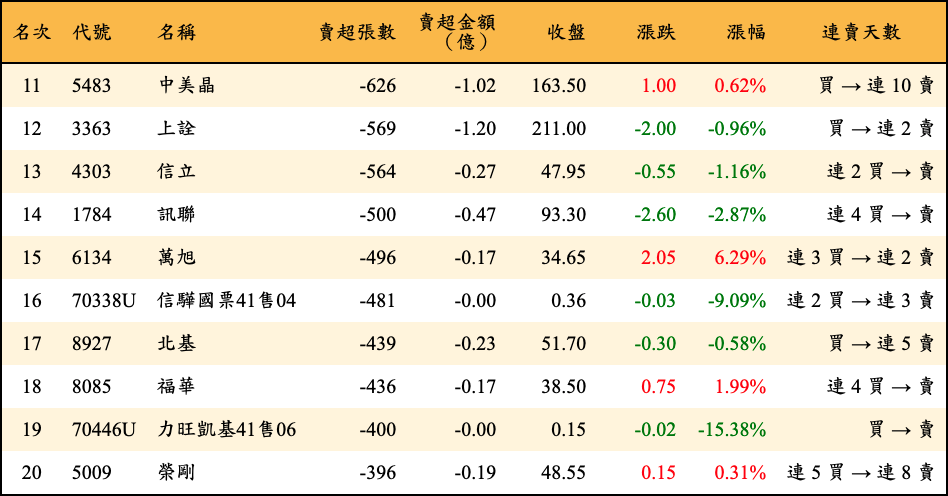 名次 代號 名稱 賣超張數 賣超金額（億） 收盤 漲跌 漲幅 連賣天數
11 5483 中美晶 -626 -1.02 163.50 1.00 0.62% 買 → 連 10 賣
12 3363 上詮 -569 -1.20 211.00 -2.00 -0.96% 買 → 連 2 賣
13 4303 信立 -564 -0.27 47.95 -0.55 -1.16% 連 2 買 → 賣
14 1784 訊聯 -500 -0.47 93.30 -2.60 -2.87% 連 4 買 → 賣
15 6134 萬旭 -496 -0.17 34.65 2.05 6.29% 連 3 買 → 連 2 賣
16 70338U 信驊國票41售04 -481 -0.00 0.36 -0.03 -9.09% 連 2 買 → 連 3 賣
17 8927 北基 -439 -0.23 51.70 -0.30 -0.58% 買 → 連 5 賣
18 8085 福華 -436 -0.17 38.50 0.75 1.99% 連 4 買 → 賣
19 70446U 力旺凱基41售06 -400 -0.00 0.15 -0.02 -15.38% 買 → 賣
20 5009 榮剛 -396 -0.19 48.55 0.15 0.31% 連 5 買 → 連 8 賣